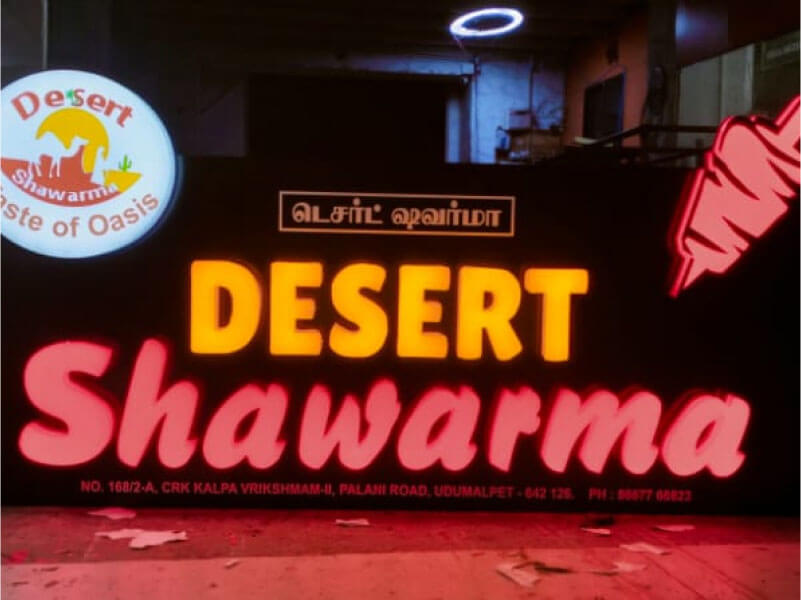 Desert
Shawarma
Taste of Oasis
டெசர்ட் ஷவர்மா
DESERT
Shawarma
NO. 168/2-A, CRK KALPA VRIKSHMAM-II, PALANI ROAD, UDUMALPET - 642 126. PH : 86677 66823